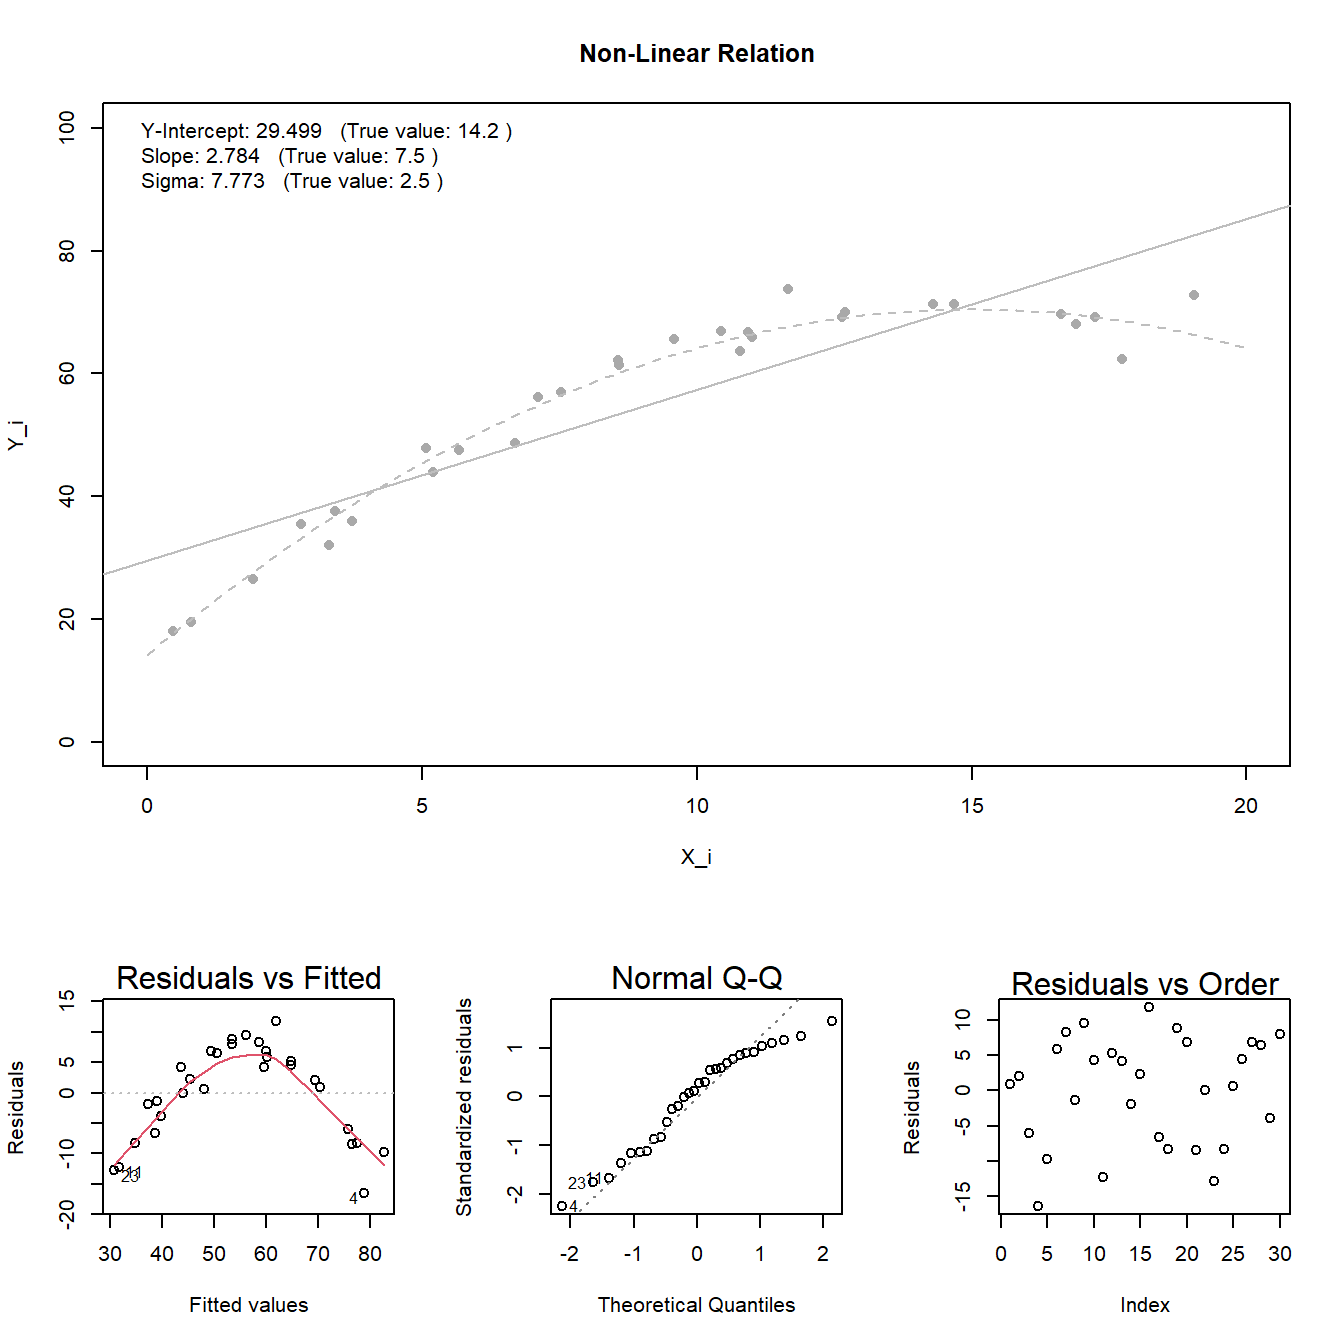 Non-Linear Relation
Y-Intercept: 29.499 (True value: 14.2 )
Slope: 2.784 (True value: 7.5 )
Sigma: 7.773 (True value: 2.5 )
100
80
60
40
20
0
Y_i
0 5 10 15 20
X_i
Residuals vs Fitted
15
5
0
-10
-20
Residuals
11
23
4
30 40 50 60 70 80
Fitted values
Normal Q-Q
1
0
-1
-2
Standardized residuals
11
23
4
-2 -1 0 1 2
Theoretical Quantiles
Residuals vs Order
10
5
0
-5
-15
Residuals
0 5 10 15 20 25 30
Index